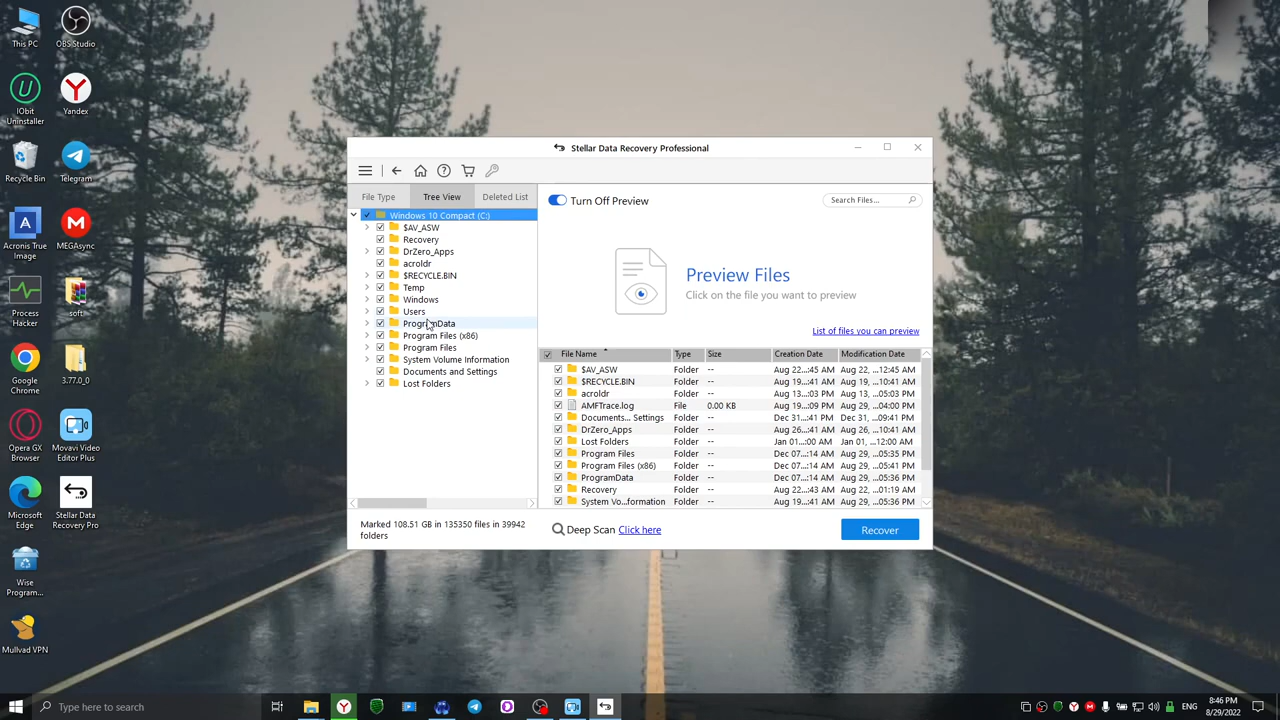 This PC
OBS Studio
IObit
Uninstaller
Yandex
Recycle Bin
Telegram
Acronis True
Image
MEGAsync
Process
Hacker
soft
Google
Chrome
3.77.0_0
Opera GX
Browser
Movavi Video
Editor Plus
Microsoft
Edge
Stellar Data
Recovery Pro
Wise
Program...
Mullvad VPN
Stellar Data Recovery Professional
File Type
Tree View
Deleted List
Turn Off Preview
Search Files...
Windows 10 Compact (C:)
$AV_ASW
Recovery
DrZero_Apps
acroldr
$RECYCLE.BIN
Temp
Windows
Users
ProgramData
Program Files (x86)
Program Files
System Volume Information
Documents and Settings
Lost Folders
Preview Files
Click on the file you want to preview
List of files you can preview
File Name Type Size Creation Date Modification Date
$AV_ASW Folder -- Aug 22...:45 AM Aug 22, ...12:45 AM
$RECYCLE.BIN Folder -- Aug 19...:41 AM Aug 19, ...10:41 AM
acroldr Folder -- Aug 13...:03 PM Aug 13, ...05:03 PM
AMFTrace.log File 0.00 KB Aug 19...:09 PM Aug 29, ...04:00 PM
Documents... Settings Folder -- Dec 31...:41 PM Dec 31, ...09:41 PM
DrZero_Apps Folder -- Aug 26...:41 AM Aug 26, ...10:41 AM
Lost Folders Folder -- Jan 01...:00 AM Jan 01, ...12:00 AM
Program Files Folder -- Dec 07...:14 AM Aug 29, ...05:35 PM
Program Files (x86) Folder -- Dec 07...:14 AM Aug 29, ...05:41 PM
ProgramData Folder -- Dec 07...:14 AM Aug 29, ...05:36 PM
Recovery Folder -- Aug 22...:43 AM Aug 22, ...01:19 AM
System Vo...formation Folder -- Aug 19...:41 AM Aug 29, ...05:36 PM
Marked 108.51 GB in 135350 files in 39942
folders
Deep Scan Click here
Recover
Type here to search
8:46 PM
8/29/2022